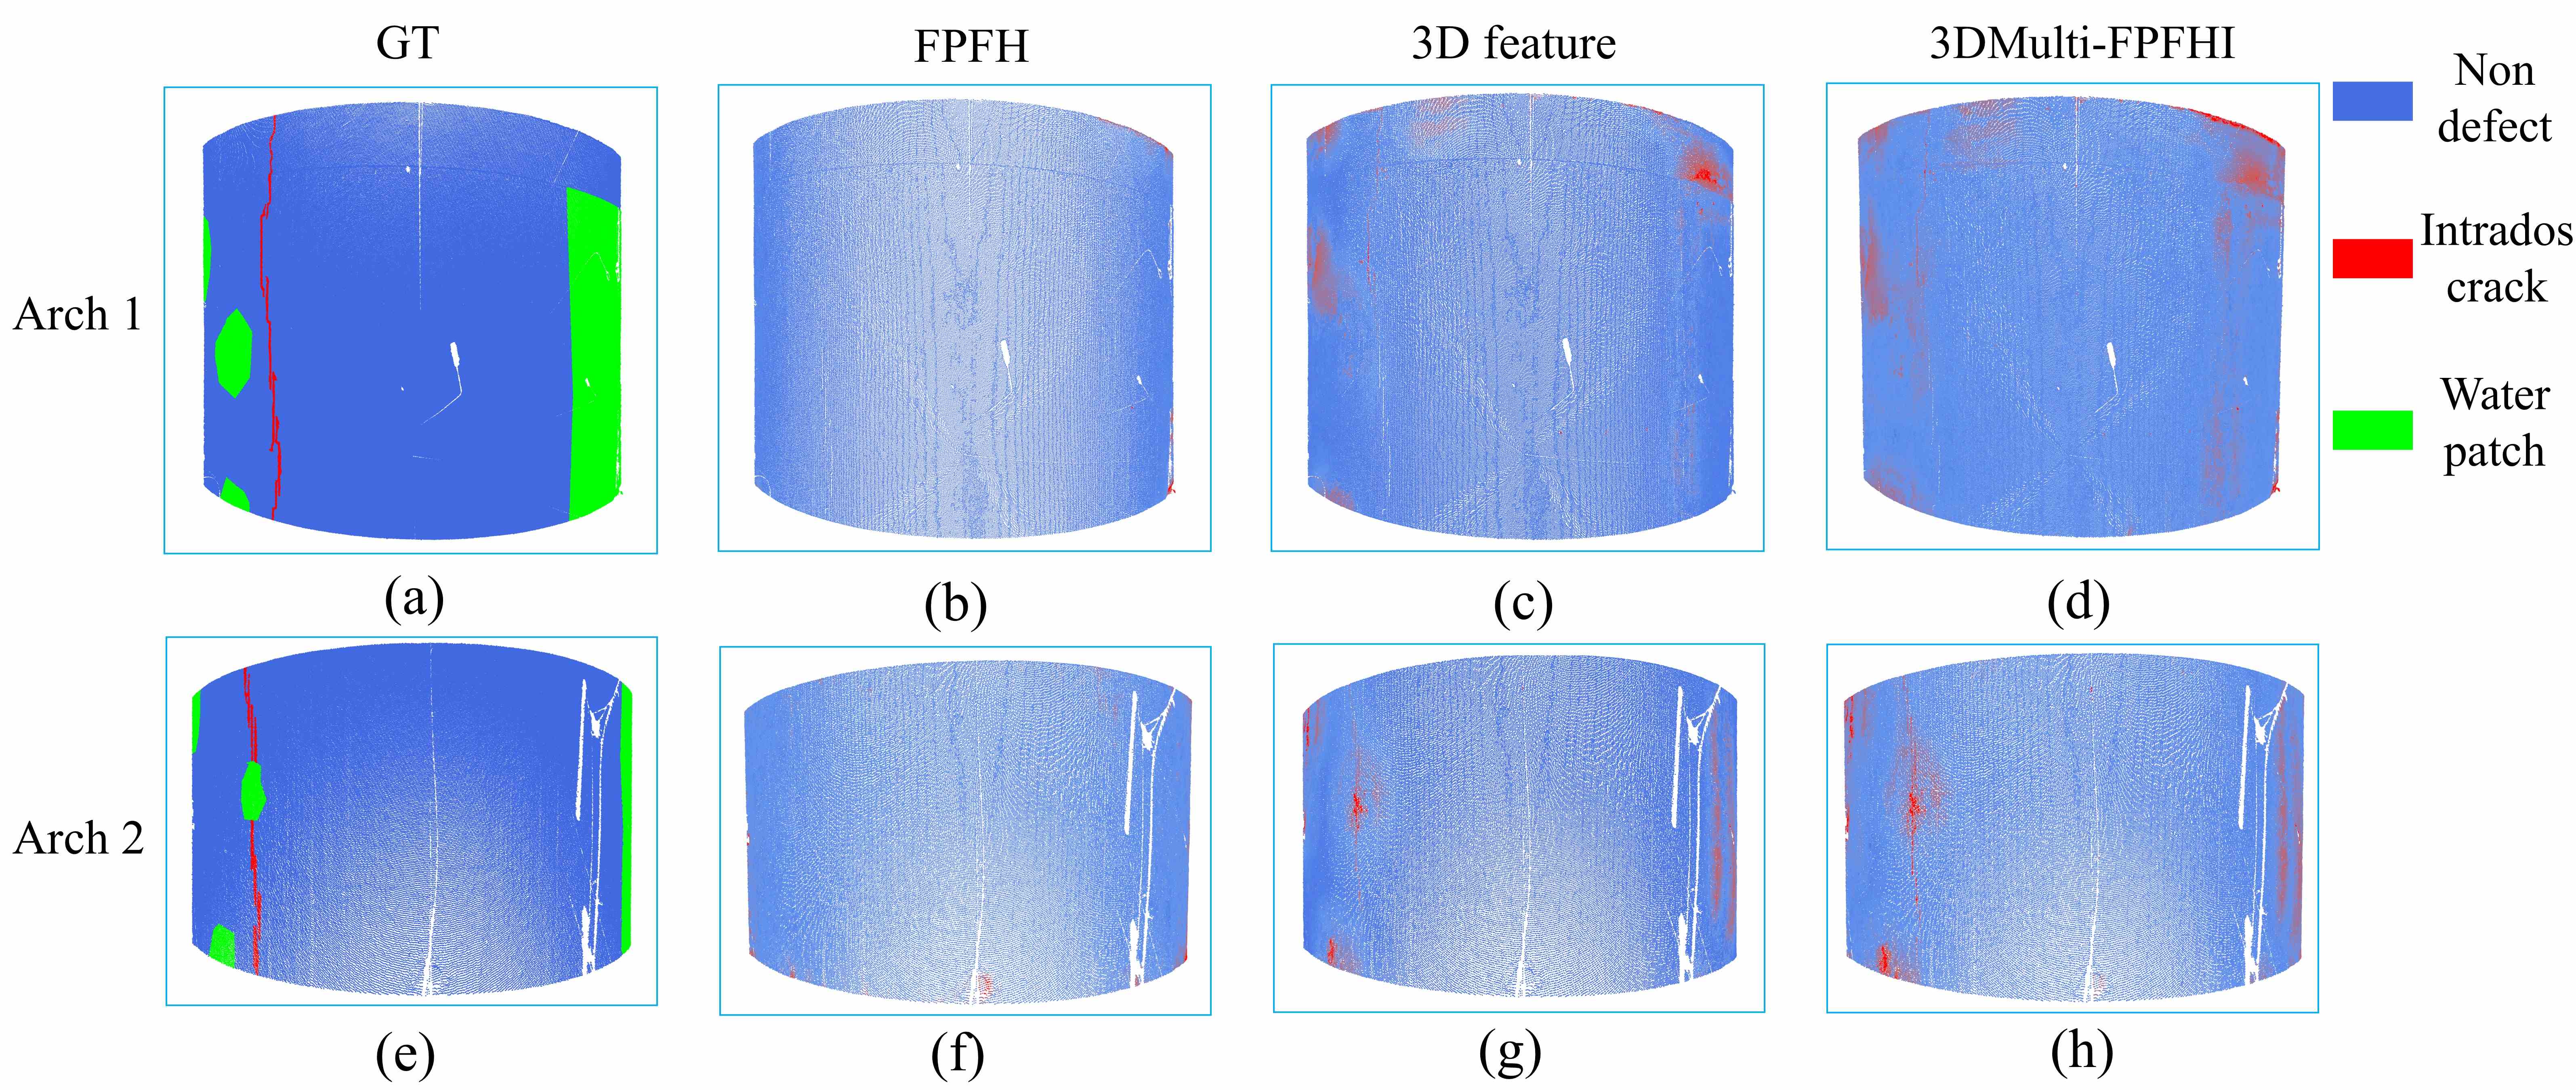 GT
FPFH
3D feature
3DMulti-FPFHI
Non
defect
Intrados
crack
Water
patch
Arch 1
(a)
(b)
(c)
(d)
Arch 2
(e)
(f)
(g)
(h)